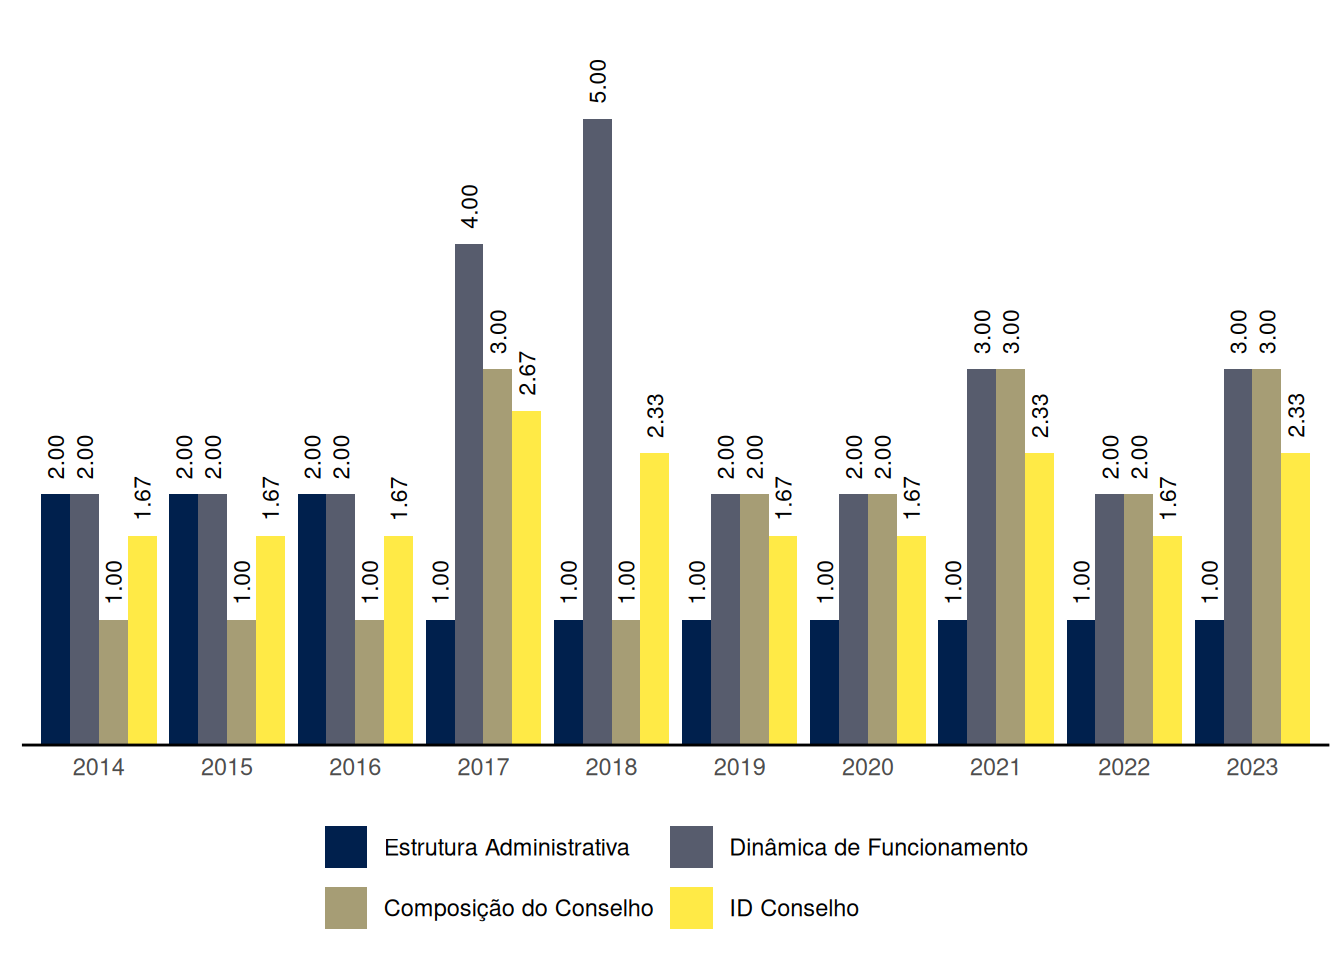 5.00
4.00
3.00 3.00 3.00 3.00 3.00
2.67
2.33 2.33 2.33
2.00 2.00 2.00 2.00 2.00 2.00 2.00 2.00 2.00 2.00 2.00 2.00
1.67 1.67 1.67 1.67 1.67 1.67
1.00 1.00 1.00 1.00 1.00 1.00 1.00 1.00 1.00 1.00 1.00
2014 2015 2016 2017 2018 2019 2020 2021 2022 2023
Estrutura Administrativa Dinâmica de Funcionamento
Composição do Conselho ID Conselho